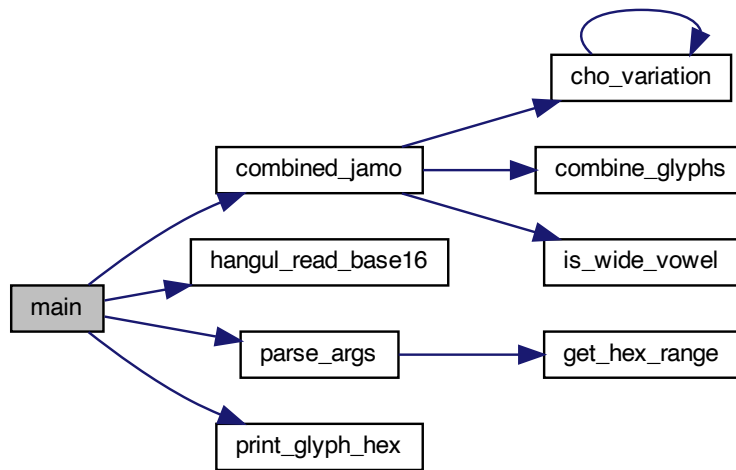 cho_variation
combined_jamo
combine_glyphs
hangul_read_base16
is_wide_vowel
main
parse_args
get_hex_range
print_glyph_hex